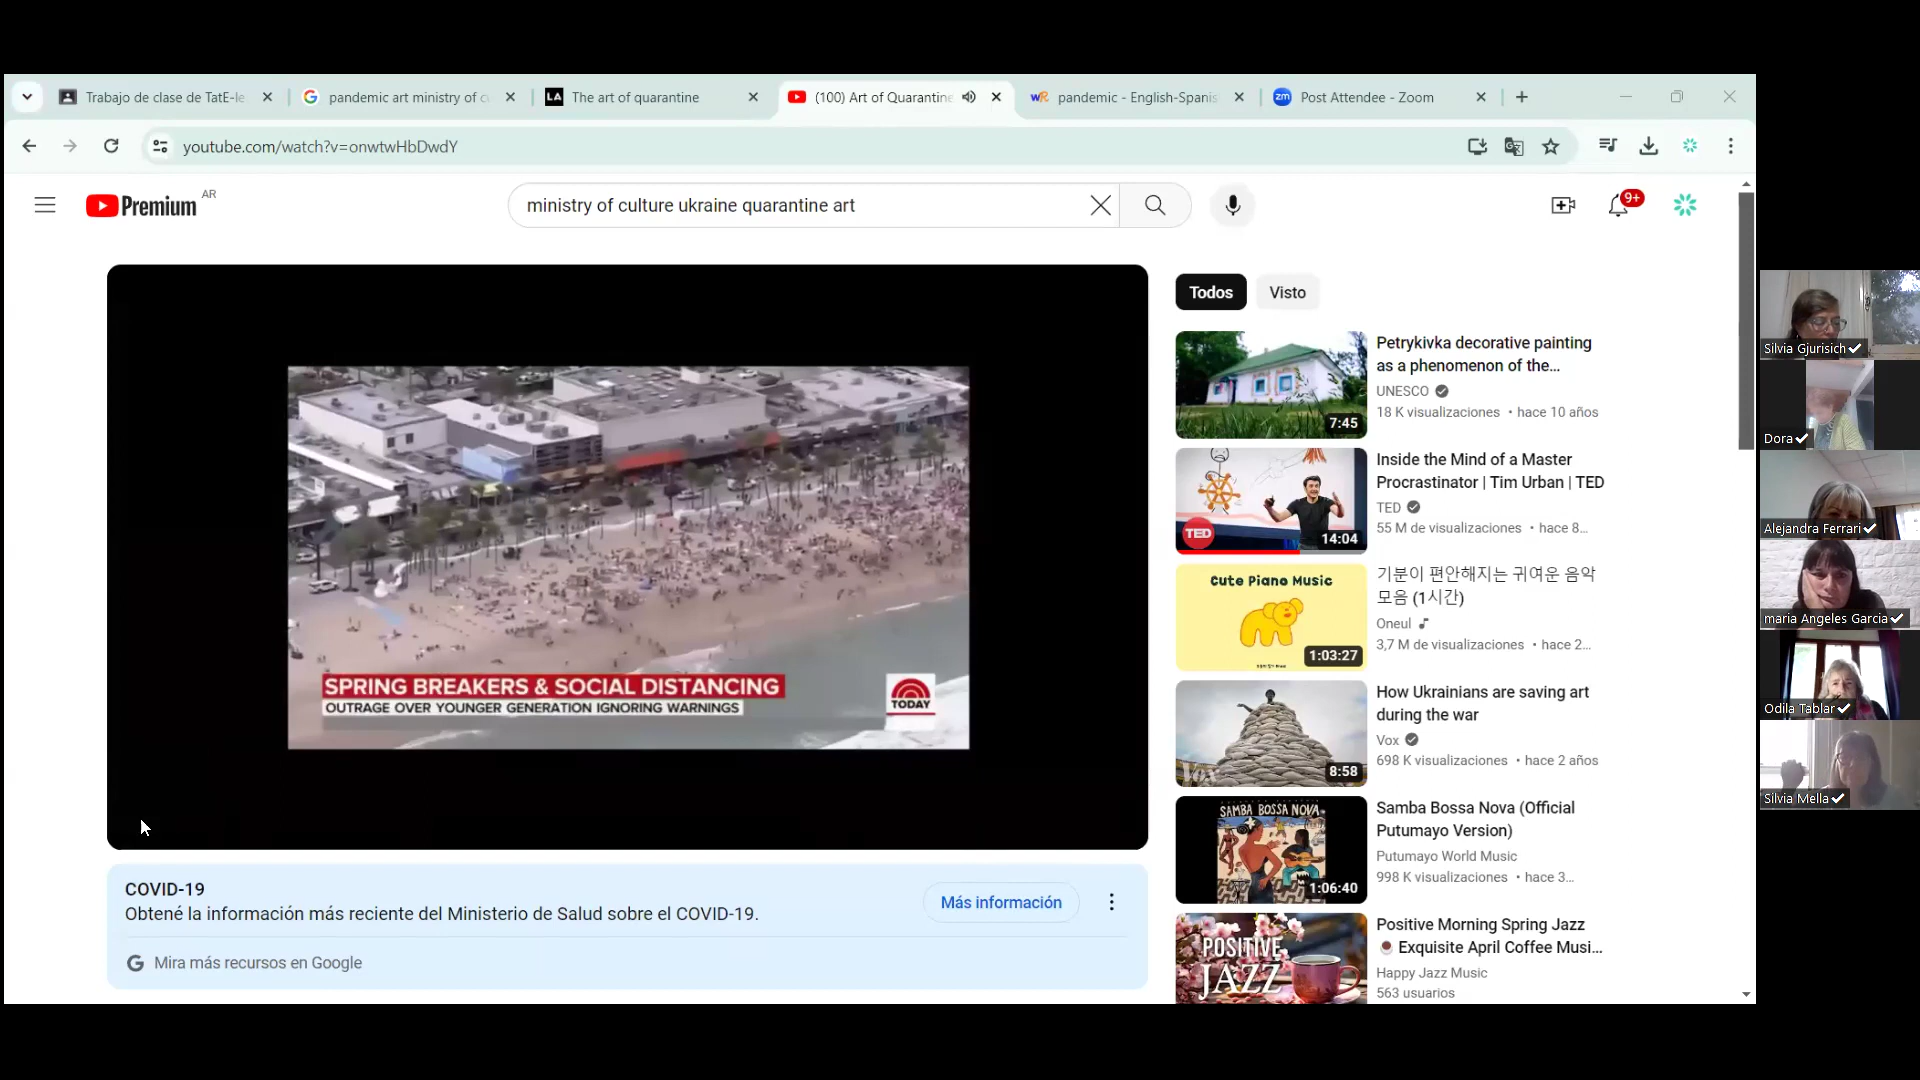 Trabajo de clase de TatE-le
pandemic art ministry of cu
LA The art of quarantine
(100) Art of Quarantine
WR pandemic - English-Spanis
zm Post Attendee - Zoom
youtube.com/watch?v=onwtwHbDwdY
Premium AR
ministry of culture ukraine quarantine art
9+
SPRING BREAKERS & SOCIAL DISTANCING
OUTRAGE OVER YOUNGER GENERATION IGNORING WARNINGS
TODAY
COVID-19
Obtené la información más reciente del Ministerio de Salud sobre el COVID-19.
Más información
Mira más recursos en Google
Todos
Visto
7:45
Petrykivka decorative painting
as a phenomenon of the...
UNESCO
18 K visualizaciones • hace 10 años
TED
14:04
Inside the Mind of a Master
Procrastinator | Tim Urban | TED
TED
55 M de visualizaciones • hace 8...
Cute Piano Music
1:03:27
기분이 편안해지는 귀여운 음악
모음 (1시간)
Oneul
3,7 M de visualizaciones • hace 2...
Vox
8:58
How Ukrainians are saving art
during the war
Vox
698 K visualizaciones • hace 2 años
SAMBA BOSSA NOVA
1:06:40
Samba Bossa Nova (Official
Putumayo Version)
Putumayo World Music
998 K visualizaciones • hace 3...
POSITIVE
JAZZ
Positive Morning Spring Jazz
Exquisite April Coffee Musi...
Happy Jazz Music
563 usuarios
Silvia Gjurisich
Dora
Alejandra Ferrari
maria Angeles Garcia
Odila Tablar
Silvia Mella